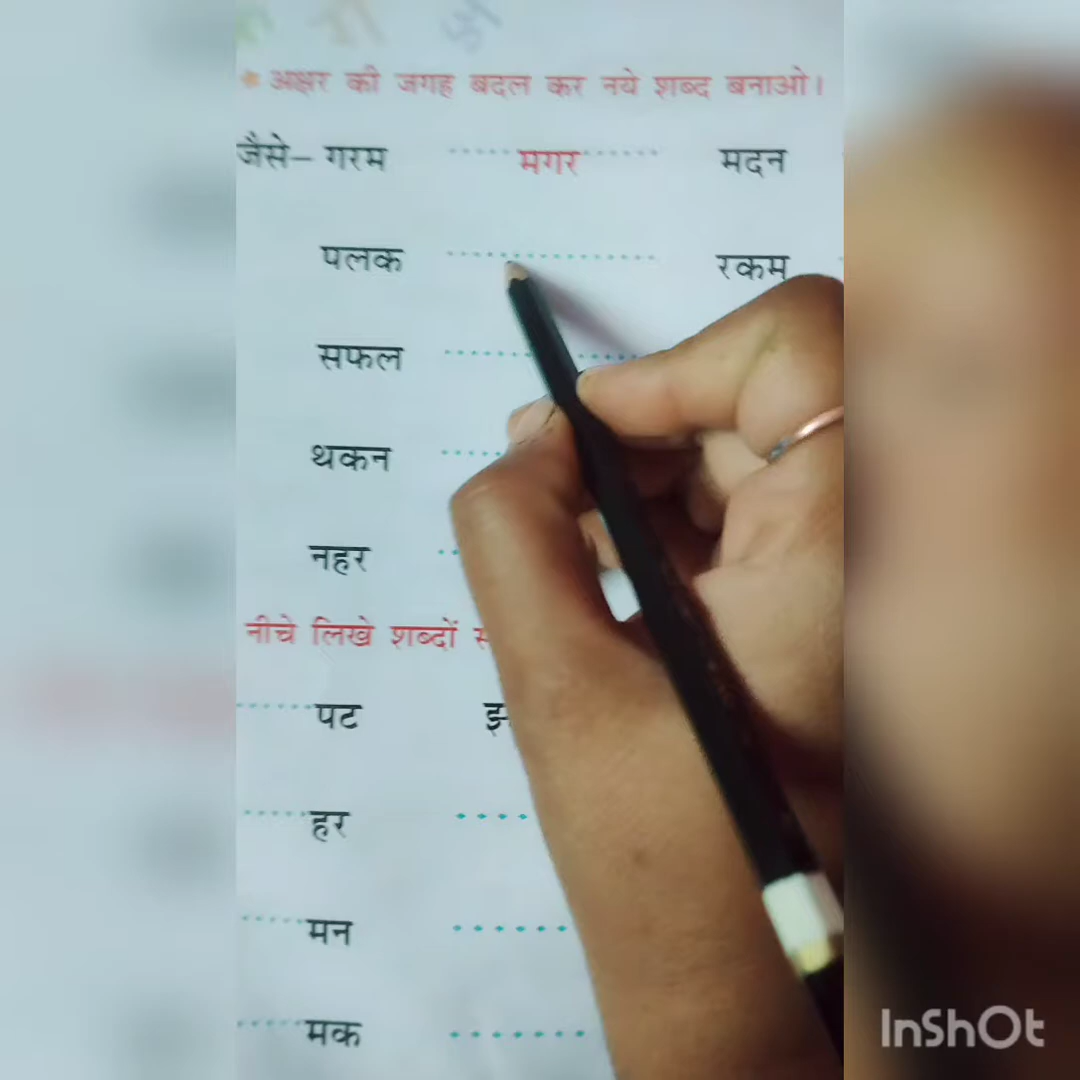 अक्षर की जगह बदल कर नये शब्द बनाओ।
जैसे– गरम ..... मगर ...... मदन
पलक ................ रकम
सफल
थकन
नहर
नीचे लिखे शब्दों
पट
हर
मन
मक
InShOt